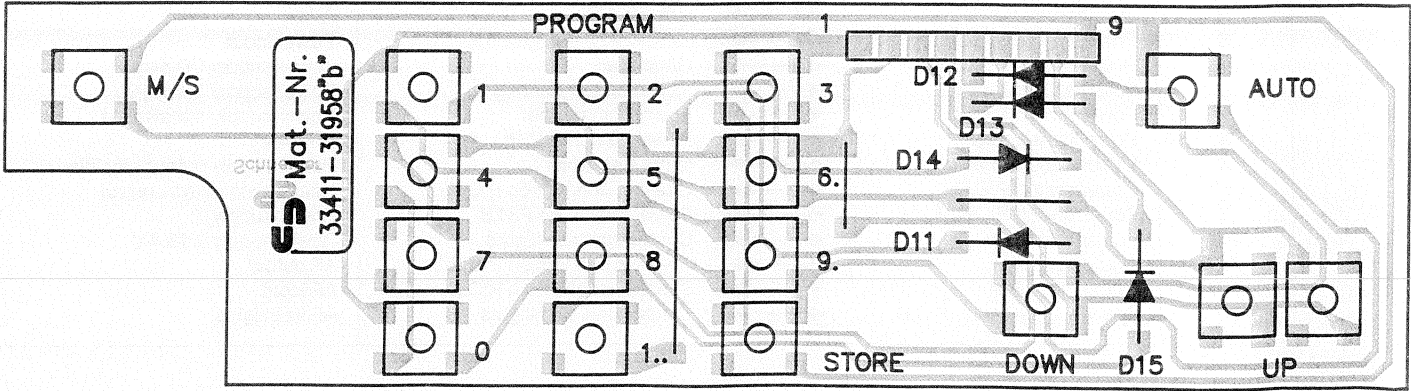 PROGRAM
1
9
M/S
Mat.-Nr.
33411-31958"b"
1
2
3
D12
AUTO
D13
Schneider
4
5
6.
D14
7
8
9.
D11
0
1..
STORE
DOWN
D15
UP